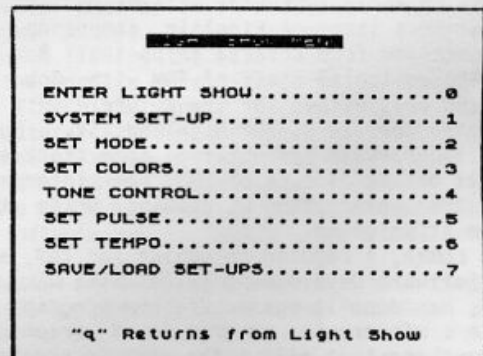 ENTER LIGHT SHOW................0
SYSTEM SET-UP...................1
SET MODE........................2
SET COLORS......................3
TONE CONTROL....................4
SET PULSE.......................5
SET TEMPO.......................6
SAVE/LOAD SET-UPS...............7
"q" Returns from Light Show